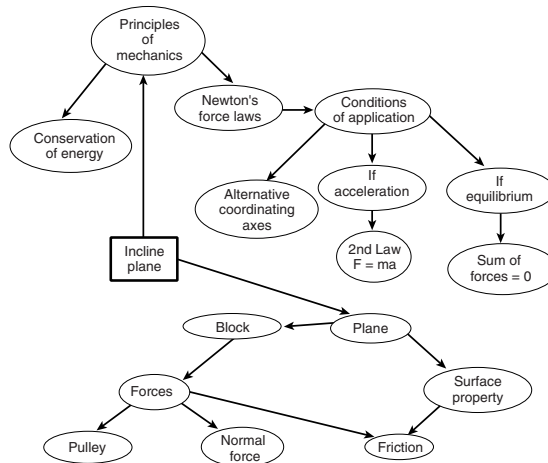 Principles
of
mechanics
Newton's
force laws
Conditions
of application
Conservation
of energy
Alternative
coordinating
axes
If
acceleration
If
equilibrium
Incline
plane
2nd Law
F = ma
Sum of
forces = 0
Block
Plane
Forces
Surface
property
Pulley
Normal
force
Friction